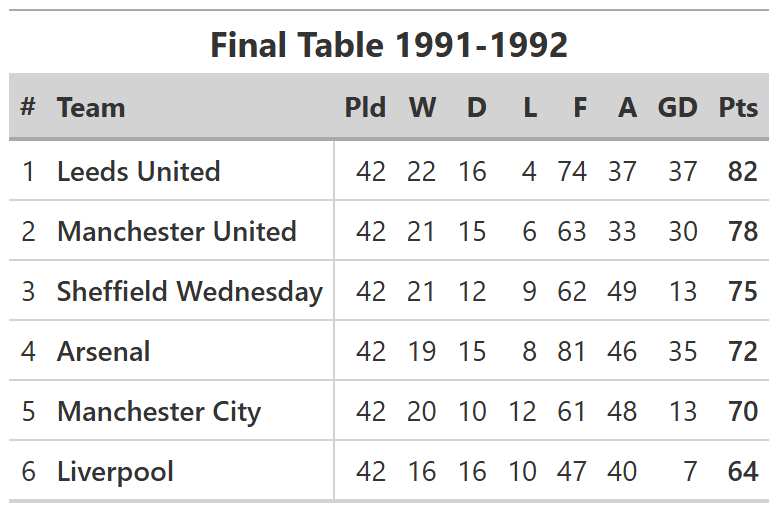 Final Table 1991-1992
# Team Pld W D L F A GD Pts
1 Leeds United 42 22 16 4 74 37 37 82
2 Manchester United 42 21 15 6 63 33 30 78
3 Sheffield Wednesday 42 21 12 9 62 49 13 75
4 Arsenal 42 19 15 8 81 46 35 72
5 Manchester City 42 20 10 12 61 48 13 70
6 Liverpool 42 16 16 10 47 40 7 64